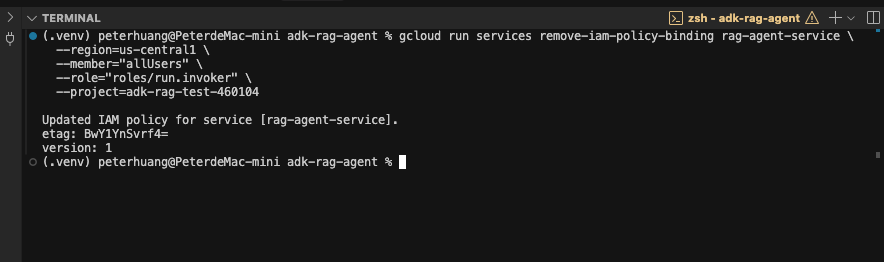 TERMINAL
zsh - adk-rag-agent
(.venv) peterhuang@PeterdeMac-mini adk-rag-agent % gcloud run services remove-iam-policy-binding rag-agent-service \
--region=us-central1 \
--member="allUsers" \
--role="roles/run.invoker" \
--project=adk-rag-test-460104
Updated IAM policy for service [rag-agent-service].
etag: BwY1YnSvrf4=
version: 1
(.venv) peterhuang@PeterdeMac-mini adk-rag-agent %